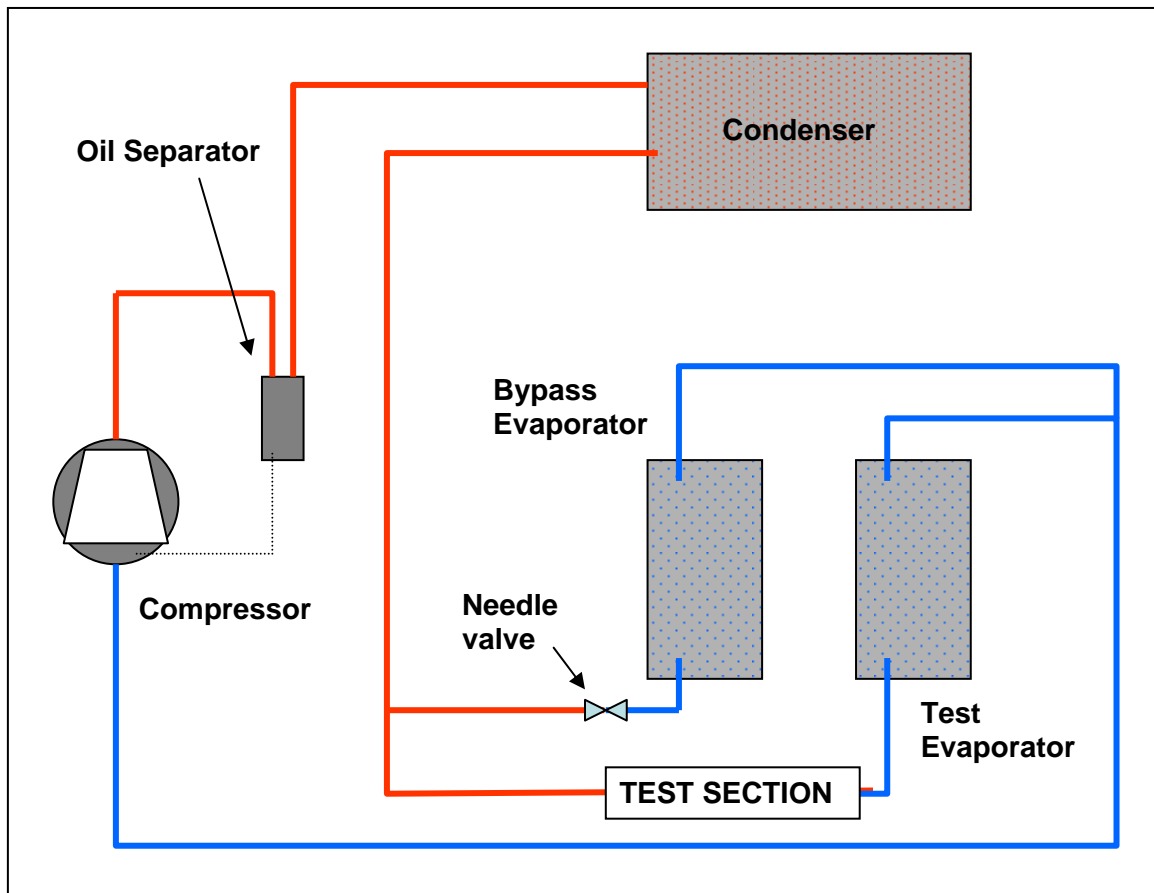 Condenser
Oil Separator
Bypass
Evaporator
Compressor
Needle
valve
Test
Evaporator
TEST SECTION